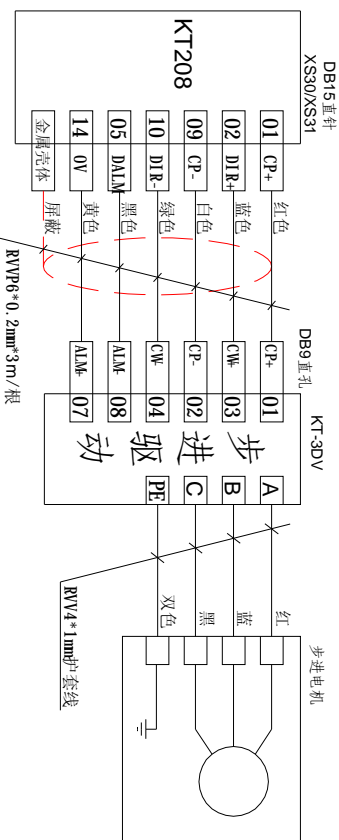 DB15直针
XS30/XS31
KT208
01 CP+ 红色
02 DIR+ 蓝色
09 CP- 白色
10 DIR- 绿色
05 DALM 黑色
14 0V 黄色
金属壳体 屏蔽
RVVP6*0.2mm*3m/根
DB9直孔
KT-3DV
CP+ 01
CW+ 03
CP- 02
CW- 04
ALM- 08
ALM+ 07
步进驱动
A
B
C
PE
红
蓝
黑
双色
RVV4*1mm护套线
步进电机